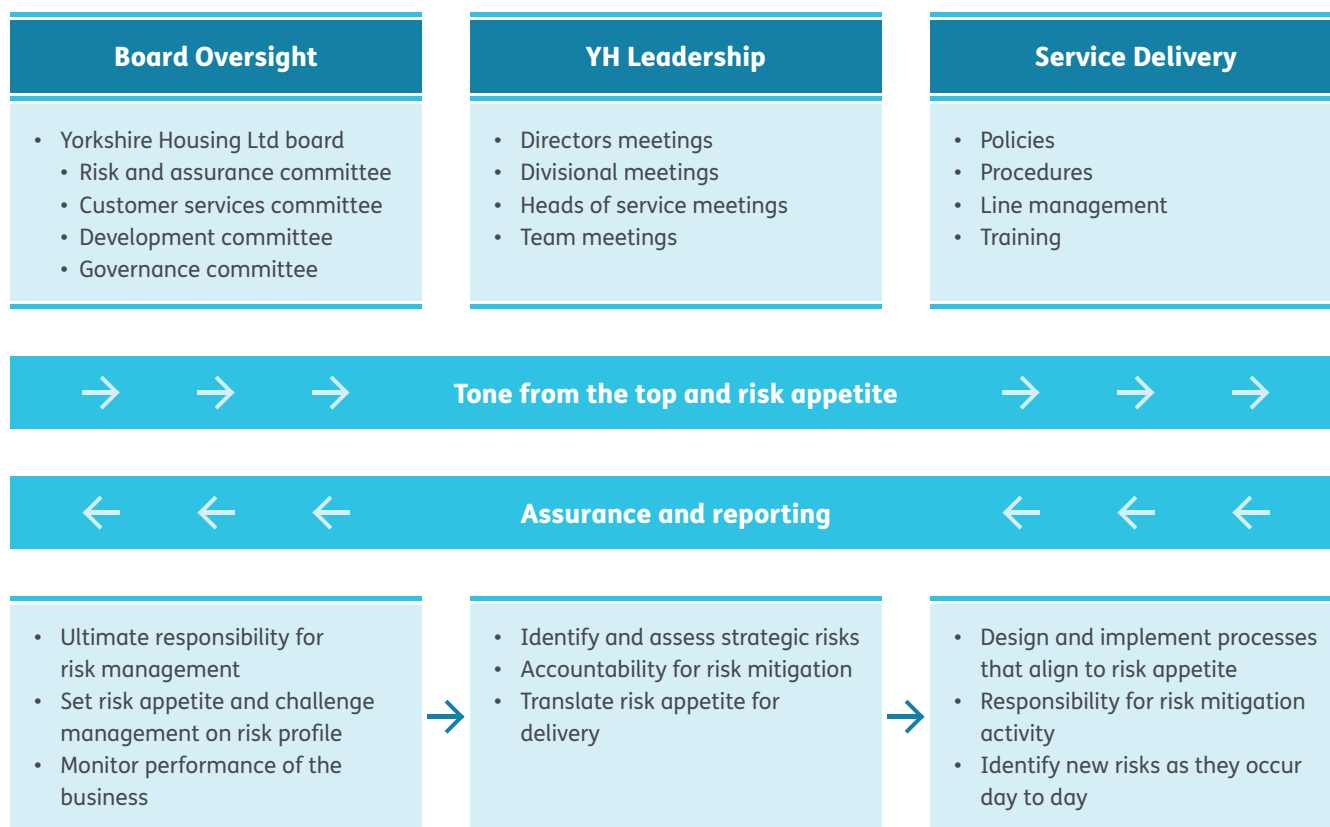 Board Oversight
• Yorkshire Housing Ltd board
• Risk and assurance committee
• Customer services committee
• Development committee
• Governance committee
YH Leadership
• Directors meetings
• Divisional meetings
• Heads of service meetings
• Team meetings
Service Delivery
• Policies
• Procedures
• Line management
• Training
Tone from the top and risk appetite
Assurance and reporting
• Ultimate responsibility for
risk management
• Set risk appetite and challenge
management on risk profile
• Monitor performance of the
business
• Identify and assess strategic risks
• Accountability for risk mitigation
• Translate risk appetite for
delivery
• Design and implement processes
that align to risk appetite
• Responsibility for risk mitigation
activity
• Identify new risks as they occur
day to day